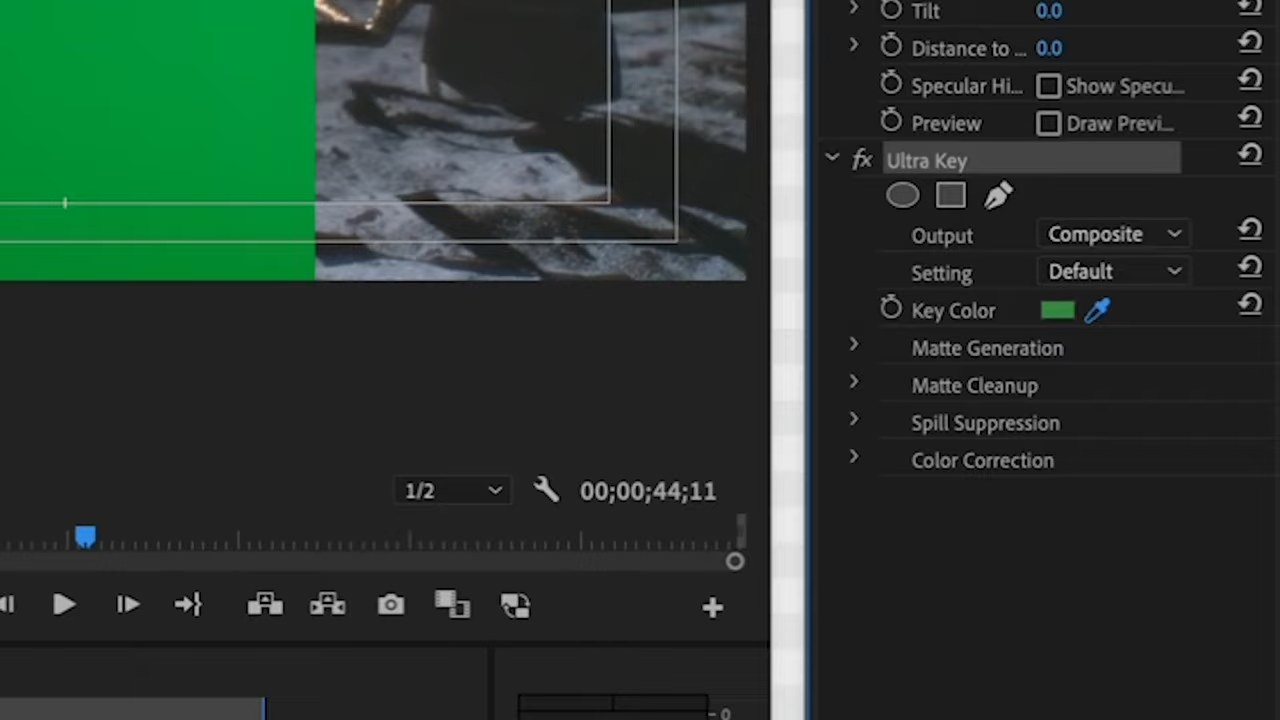 Tilt 0.0
Distance to ... 0.0
Specular Hi... Show Specu...
Preview Draw Previ...
fx Ultra Key
Output Composite
Setting Default
Key Color
Matte Generation
Matte Cleanup
Spill Suppression
Color Correction
1/2 00;00;44;11
0